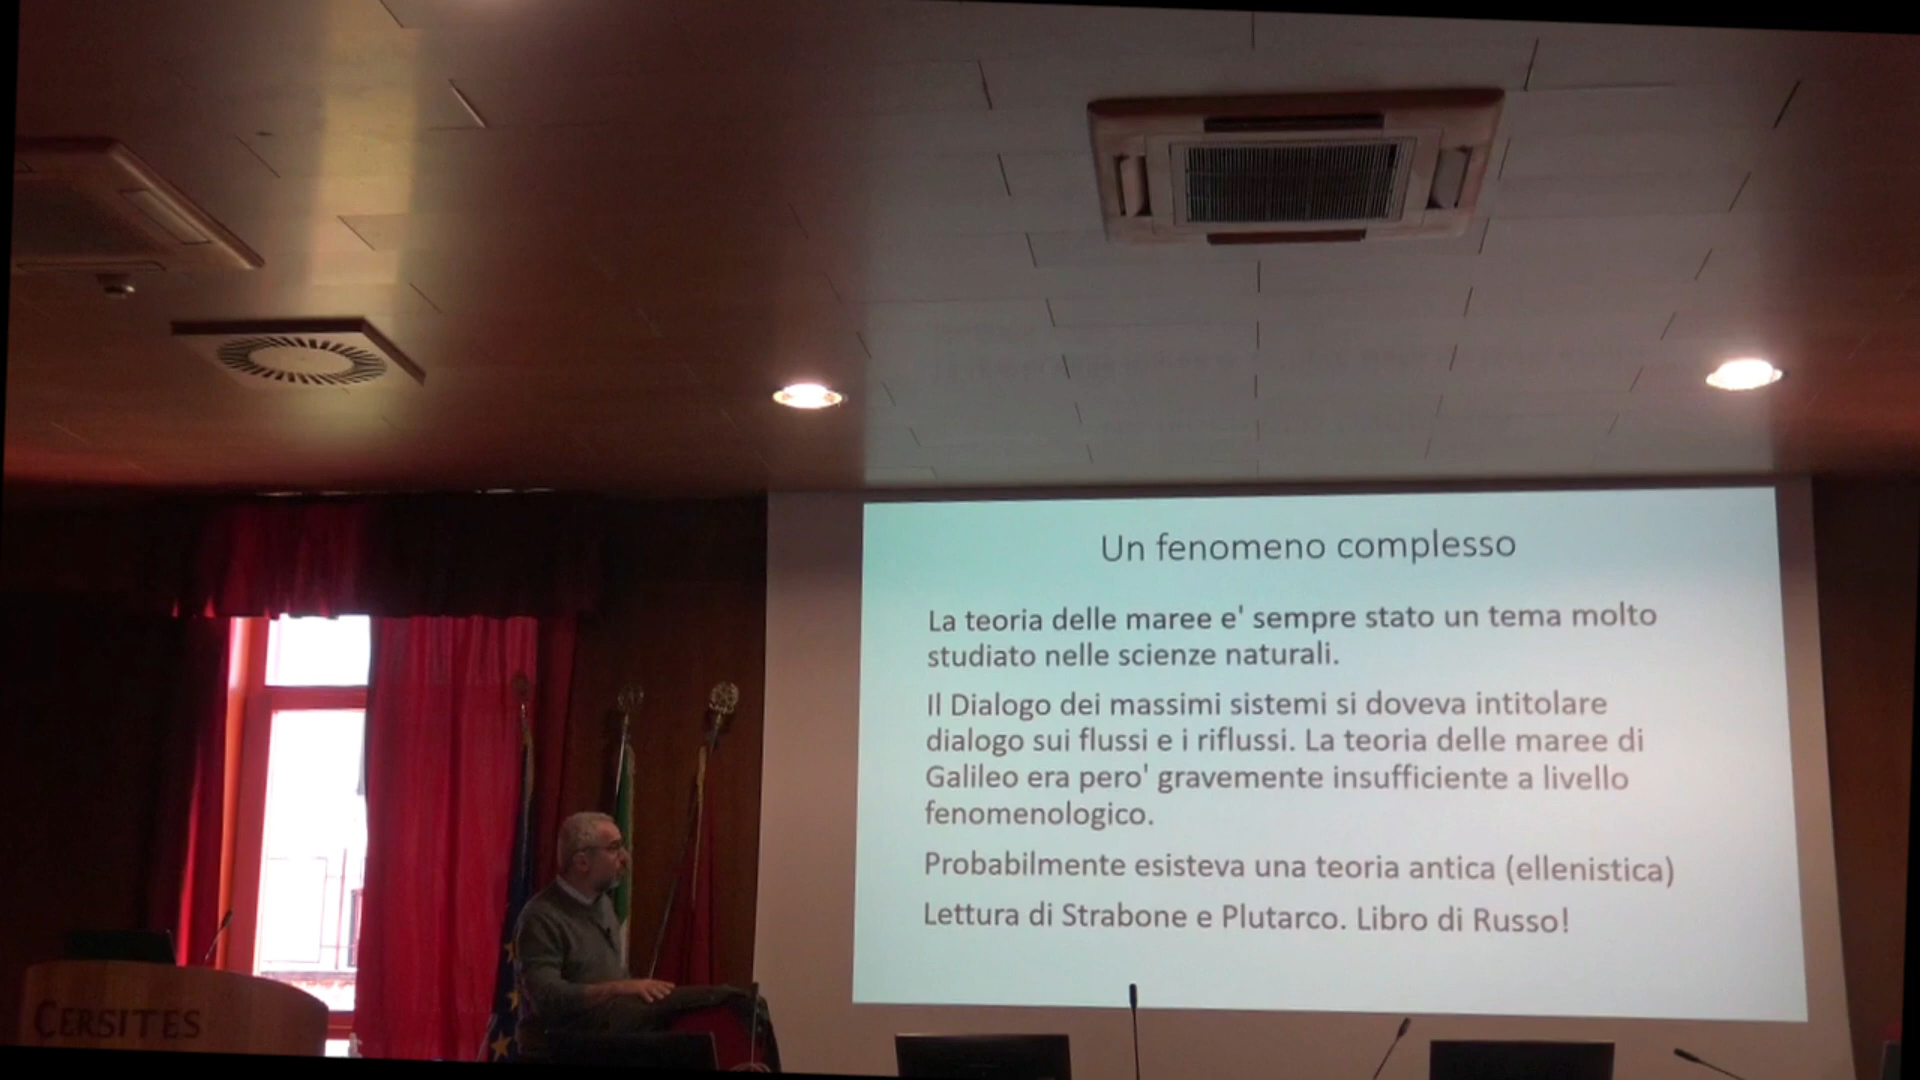 Un fenomeno complesso
La teoria delle maree e' sempre stato un tema molto
studiato nelle scienze naturali.
Il Dialogo dei massimi sistemi si doveva intitolare
dialogo sui flussi e i riflussi. La teoria delle maree di
Galileo era pero' gravemente insufficiente a livello
fenomenologico.
Probabilmente esisteva una teoria antica (ellenistica)
Lettura di Strabone e Plutarco. Libro di Russo!
CERSITES